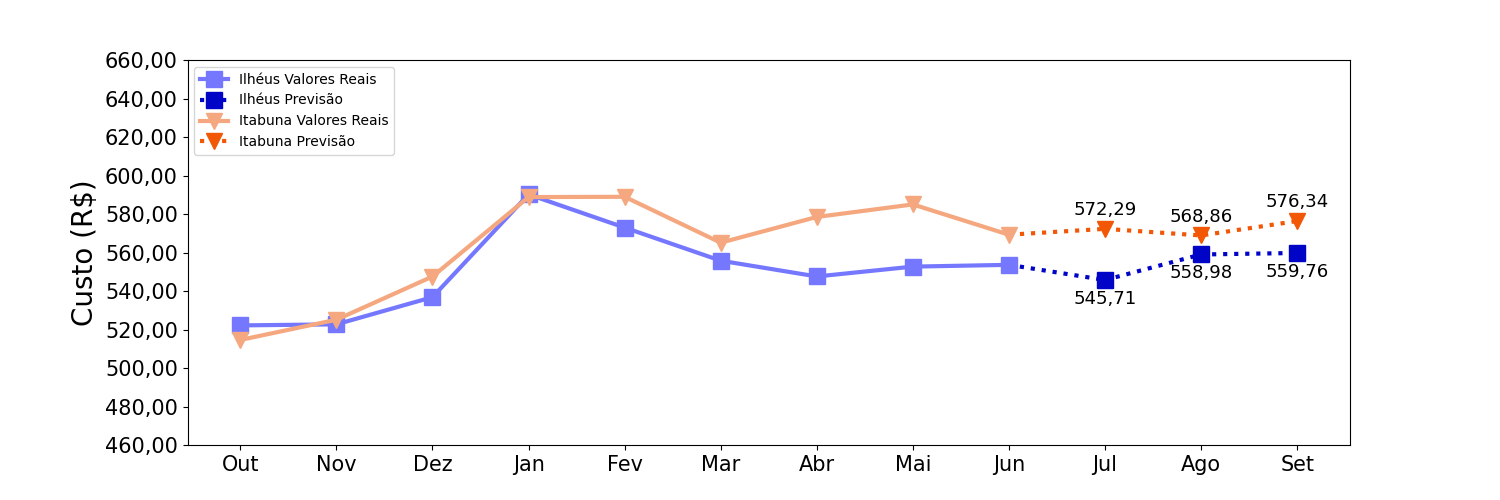 660,00
640,00
620,00
600,00
580,00
560,00
540,00
520,00
500,00
480,00
460,00
Custo (R$)
Ilhéus Valores Reais
Ilhéus Previsão
Itabuna Valores Reais
Itabuna Previsão
572,29
568,86
576,34
545,71
558,98
559,76
Out Nov Dez Jan Fev Mar Abr Mai Jun Jul Ago Set